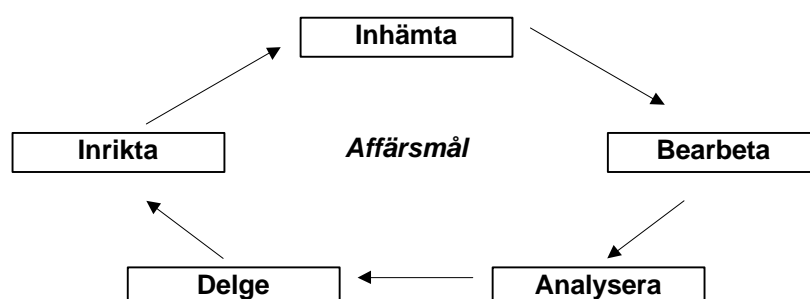 Inhämta
Inrikta
Affärsmål
Bearbeta
Delge
Analysera